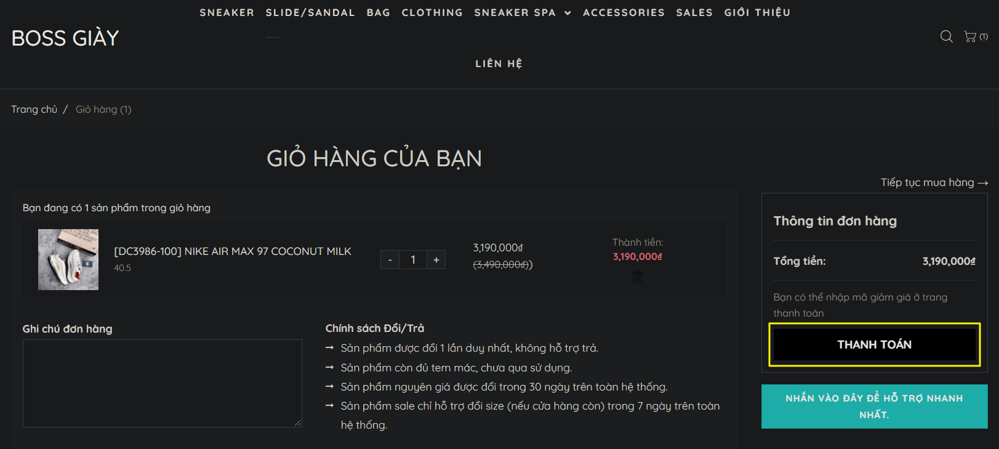 SNEAKER SLIDE/SANDAL BAG CLOTHING SNEAKER SPA ACCESSORIES SALES GIỚI THIỆU
BOSS GIÀY
(1)
LIÊN HỆ
Trang chủ / Giỏ hàng (1)
GIỎ HÀNG CỦA BẠN
Tiếp tục mua hàng →
Bạn đang có 1 sản phẩm trong giỏ hàng
[DC3986-100] NIKE AIR MAX 97 COCONUT MILK
40.5
- 1 +
3,190,000₫
(3,490,000₫))
Thành tiền:
3,190,000₫
Thông tin đơn hàng
Tổng tiền: 3,190,000₫
Bạn có thể nhập mã giảm giá ở trang
thanh toán
THANH TOÁN
NHẮN VÀO ĐÂY ĐỂ HỖ TRỢ NHANH
NHẤT.
Ghi chú đơn hàng
Chính sách Đổi/Trả
→ Sản phẩm được đổi 1 lần duy nhất, không hỗ trợ trả.
→ Sản phẩm còn đủ tem mác, chưa qua sử dụng.
→ Sản phẩm nguyên giá được đổi trong 30 ngày trên toàn hệ thống.
→ Sản phẩm sale chỉ hỗ trợ đổi size (nếu cửa hàng còn) trong 7 ngày trên toàn
hệ thống.